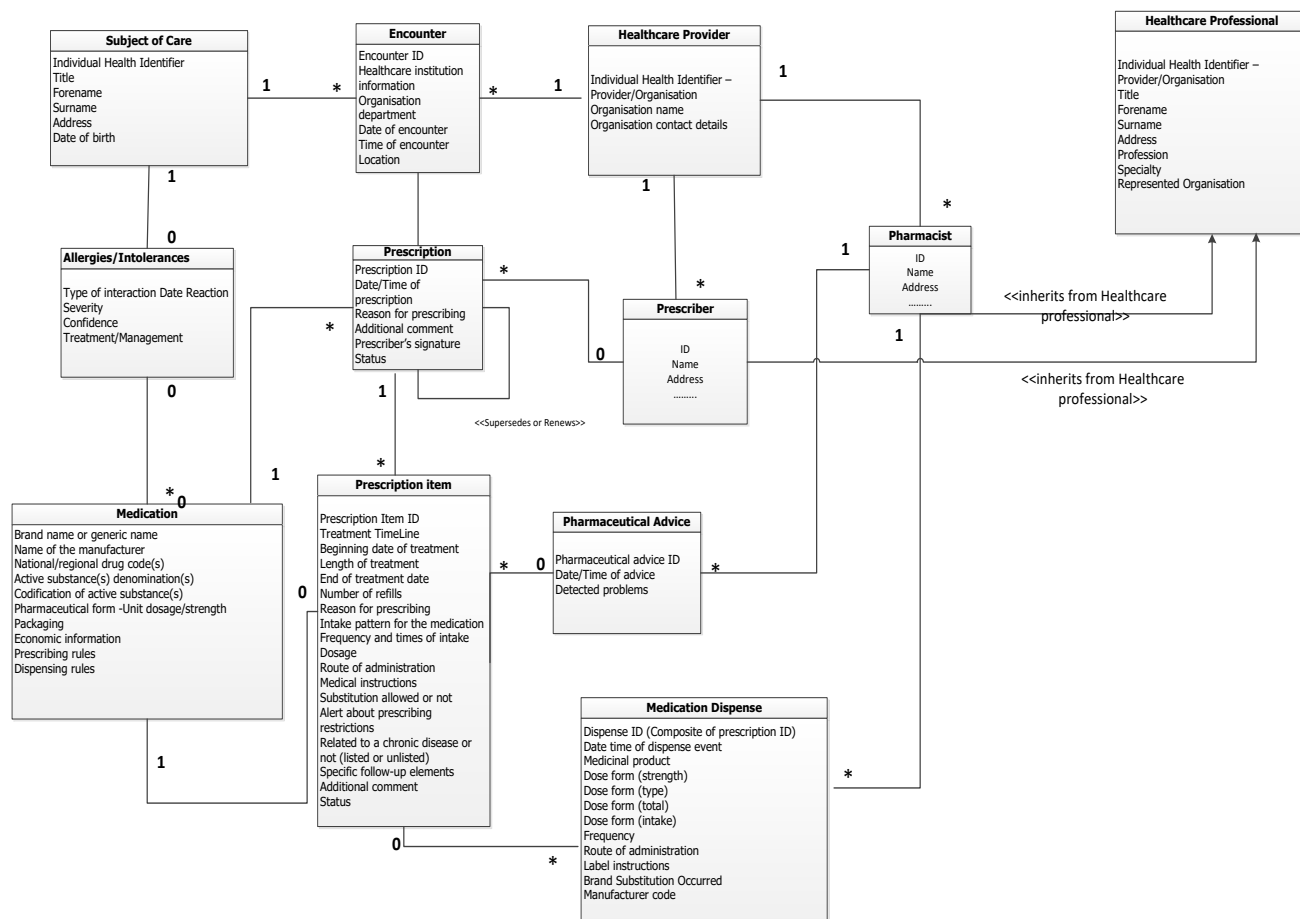 Subject of Care
Individual Health Identifier
Title
Forename
Surname
Address
Date of birth
Encounter
Encounter ID
Healthcare institution
information
Organisation
department
Date of encounter
Time of encounter
Location
Healthcare Provider
Individual Health Identifier –
Provider/Organisation
Organisation name
Organisation contact details
Healthcare Professional
Individual Health Identifier –
Provider/Organisation
Title
Forename
Surname
Address
Profession
Specialty
Represented Organisation
1
*
*
1
1
*
1
0
1
*
Allergies/Intolerances
Type of interaction Date Reaction
Severity
Confidence
Treatment/Management
Prescription
Prescription ID
Date/Time of
prescription
Reason for prescribing
Additional comment
Prescriber's signature
Status
Prescriber
ID
Name
Address
.........
Pharmacist
ID
Name
Address
.........
<<inherits from Healthcare
professional>>
<<inherits from Healthcare
professional>>
*
0
1
1
*
0
1
<<Supersedes or Renews>>
1
*
*
0
Medication
Brand name or generic name
Name of the manufacturer
National/regional drug code(s)
Active substance(s) denomination(s)
Codification of active substance(s)
Pharmaceutical form -Unit dosage/strength
Packaging
Economic information
Prescribing rules
Dispensing rules
Prescription item
Prescription Item ID
Treatment TimeLine
Beginning date of treatment
Length of treatment
End of treatment date
Number of refills
Reason for prescribing
Intake pattern for the medication
Frequency and times of intake
Dosage
Route of administration
Medical instructions
Substitution allowed or not
Alert about prescribing
restrictions
Related to a chronic disease or
not (listed or unlisted)
Specific follow-up elements
Additional comment
Status
Pharmaceutical Advice
Pharmaceutical advice ID
Date/Time of advice
Detected problems
*
0
*
0
1
Medication Dispense
Dispense ID (Composite of prescription ID)
Date time of dispense event
Medicinal product
Dose form (strength)
Dose form (type)
Dose form (total)
Dose form (intake)
Frequency
Route of administration
Label instructions
Brand Substitution Occurred
Manufacturer code
*
0
*